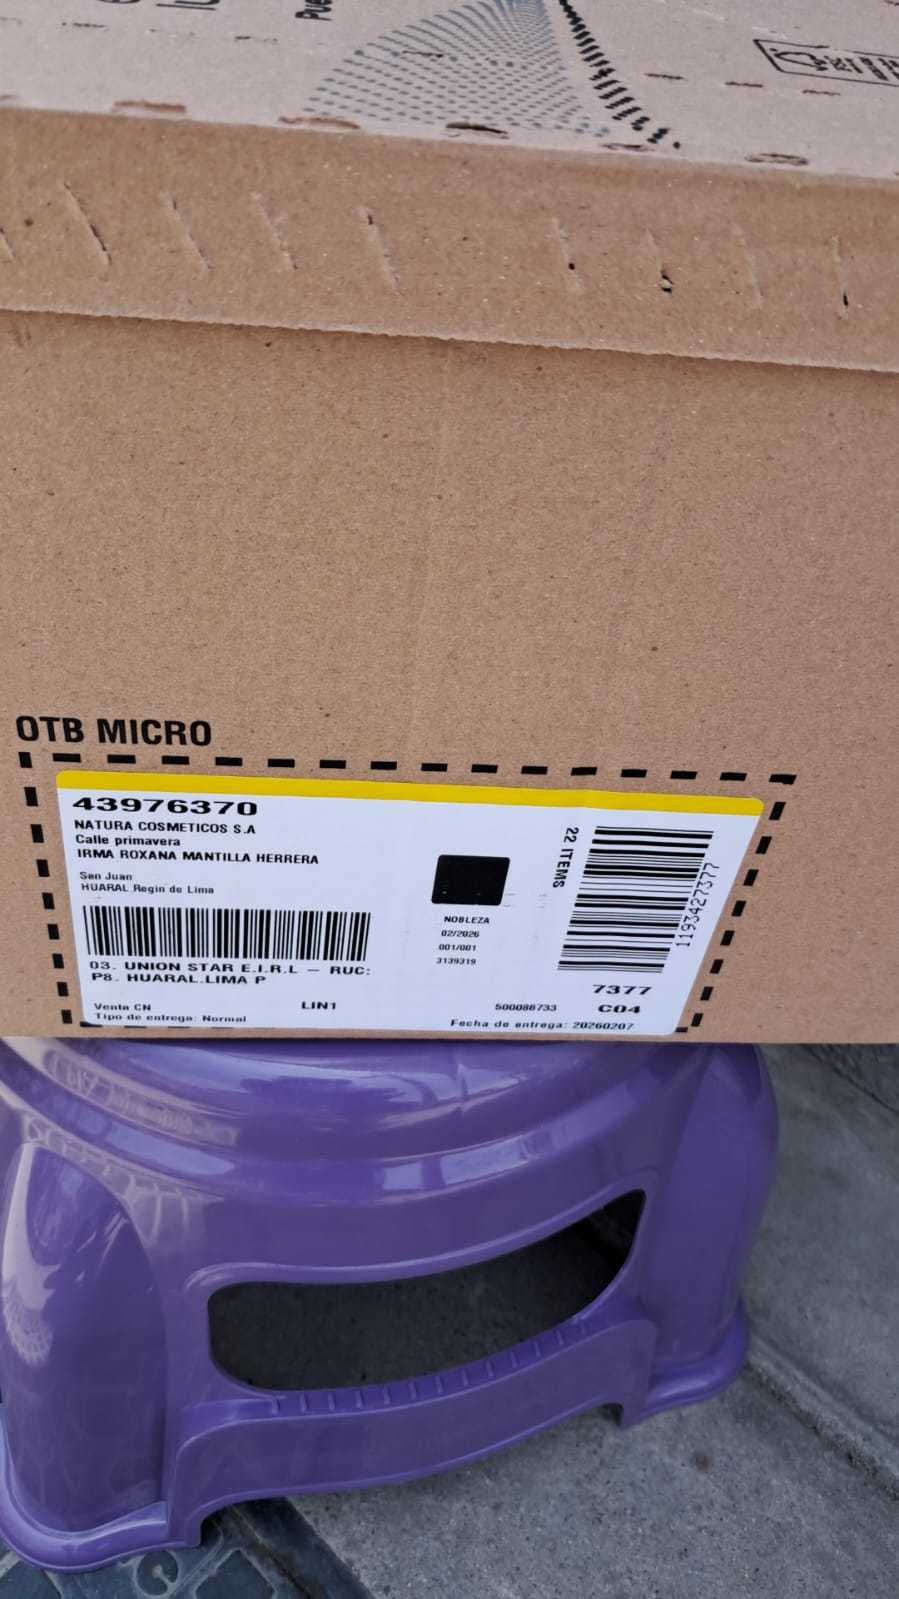 OTB MICRO
43976370
NATURA COSMETICOS S.A
Calle primavera
IRMA ROXANA MANTILLA HERRERA
San Juan
HUARAL Regin de Lima
03. UNION STAR E.I.R.L – RUC:
P8. HUARAL.LIMA P
Venta CN
LIN1
Tipo de entrega: Normal
NOBLEZA
02/2026
001/001
3139319
22 ITEMS
1193427377
7377
500086733
C04
Fecha de entrega: 20260207